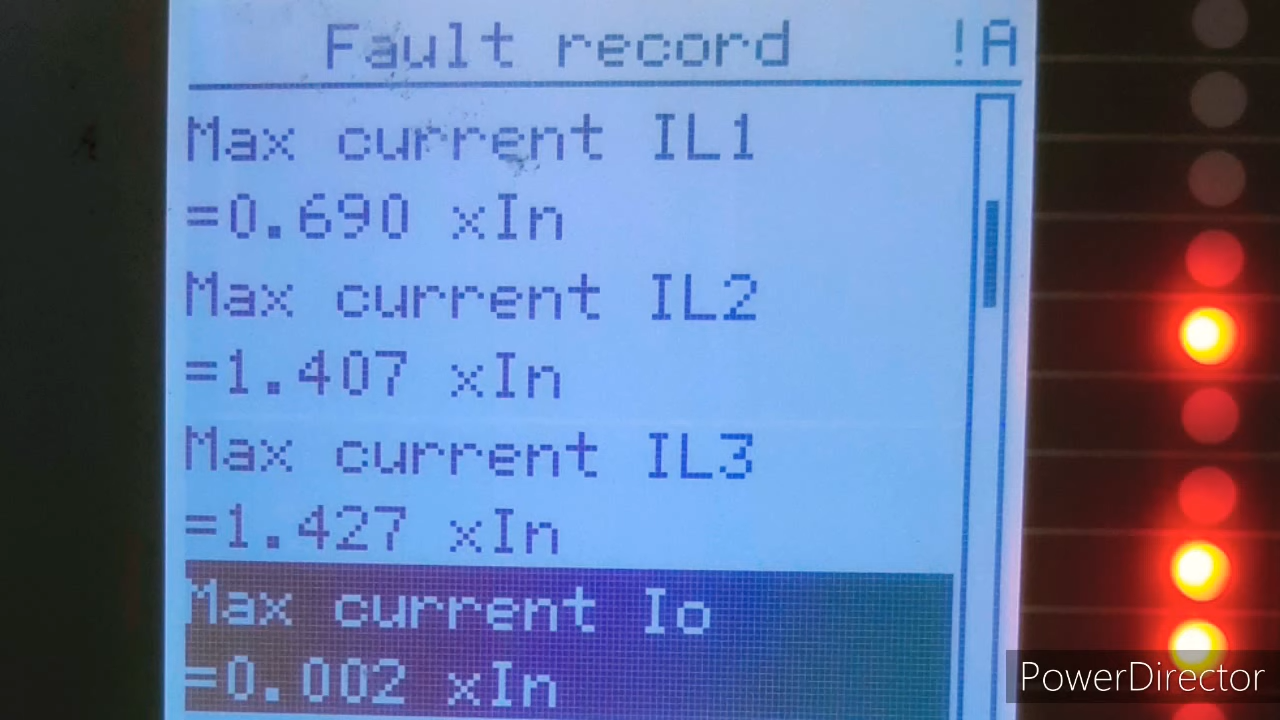 Fault record !A
Max current IL1
=0.690 xIn
Max current IL2
=1.407 xIn
Max current IL3
=1.427 xIn
Max current Io
=0.002 xIn
PowerDirector